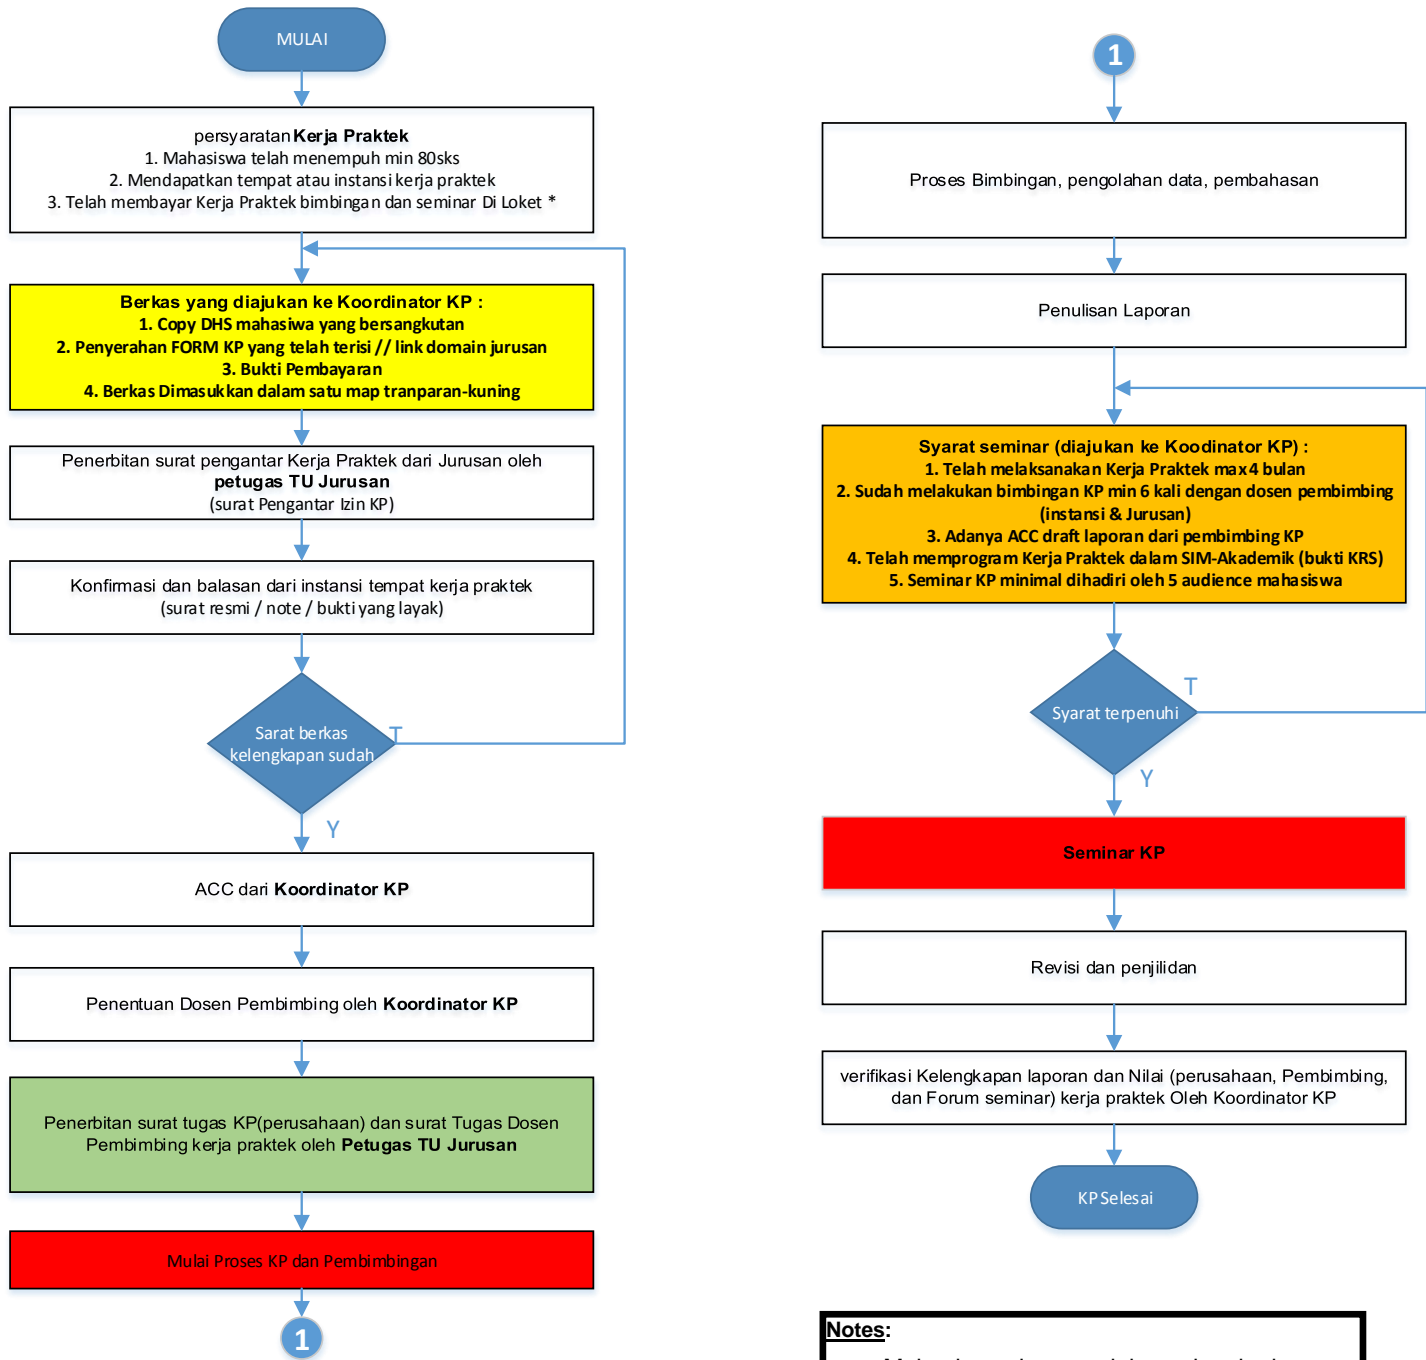 MULAI
persyaratan Kerja Praktek
1. Mahasiswa telah menempuh min 80sks
2. Mendapatkan tempat atau instansi kerja praktek
3. Telah membayar Kerja Praktek bimbingan dan seminar Di Loket *
Berkas yang diajukan ke Koordinator KP :
1. Copy DHS mahasiwa yang bersangkutan
2. Penyerahan FORM KP yang telah terisi // link domain jurusan
3. Bukti Pembayaran
4. Berkas Dimasukkan dalam satu map tranparan-kuning
Penerbitan surat pengantar Kerja Praktek dari Jurusan oleh
petugas TU Jurusan
(surat Pengantar Izin KP)
Konfirmasi dan balasan dari instansi tempat kerja praktek
(surat resmi / note / bukti yang layak)
Sarat berkas
kelengkapan sudah
T
Y
ACC dari Koordinator KP
Penentuan Dosen Pembimbing oleh Koordinator KP
Penerbitan surat tugas KP(perusahaan) dan surat Tugas Dosen
Pembimbing kerja praktek oleh Petugas TU Jurusan
Mulai Proses KP dan Pembimbingan
1
1
Proses Bimbingan, pengolahan data, pembahasan
Penulisan Laporan
Syarat seminar (diajukan ke Koodinator KP) :
1. Telah melaksanakan Kerja Praktek max 4 bulan
2. Sudah melakukan bimbingan KP min 6 kali dengan dosen pembimbing
(instansi & Jurusan)
3. Adanya ACC draft laporan dari pembimbing KP
4. Telah memprogram Kerja Praktek dalam SIM-Akademik (bukti KRS)
5. Seminar KP minimal dihadiri oleh 5 audience mahasiswa
Syarat terpenuhi
T
Y
Seminar KP
Revisi dan penjilidan
verifikasi Kelengkapan laporan dan Nilai (perusahaan, Pembimbing,
dan Forum seminar) kerja praktek Oleh Koordinator KP
KP Selesai
Notes: